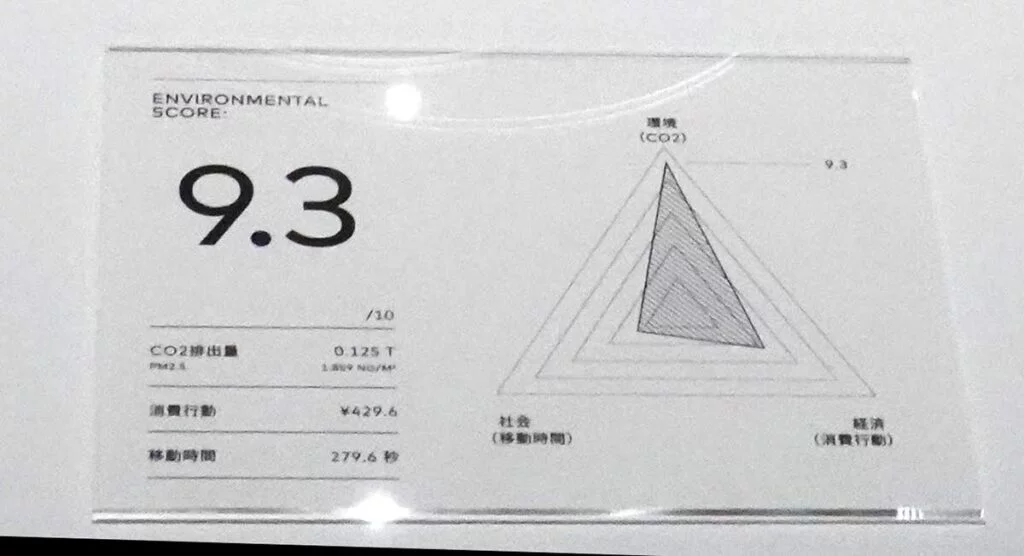 ENVIRONMENTAL
SCORE:
9.3
/10
CO2排出量 0.125 T
PM2.5
消費行動 ¥429.6
移動時間 279.6 秒
環境
(CO2)
9.3
社会
(移動時間)
経済
(消費行動)